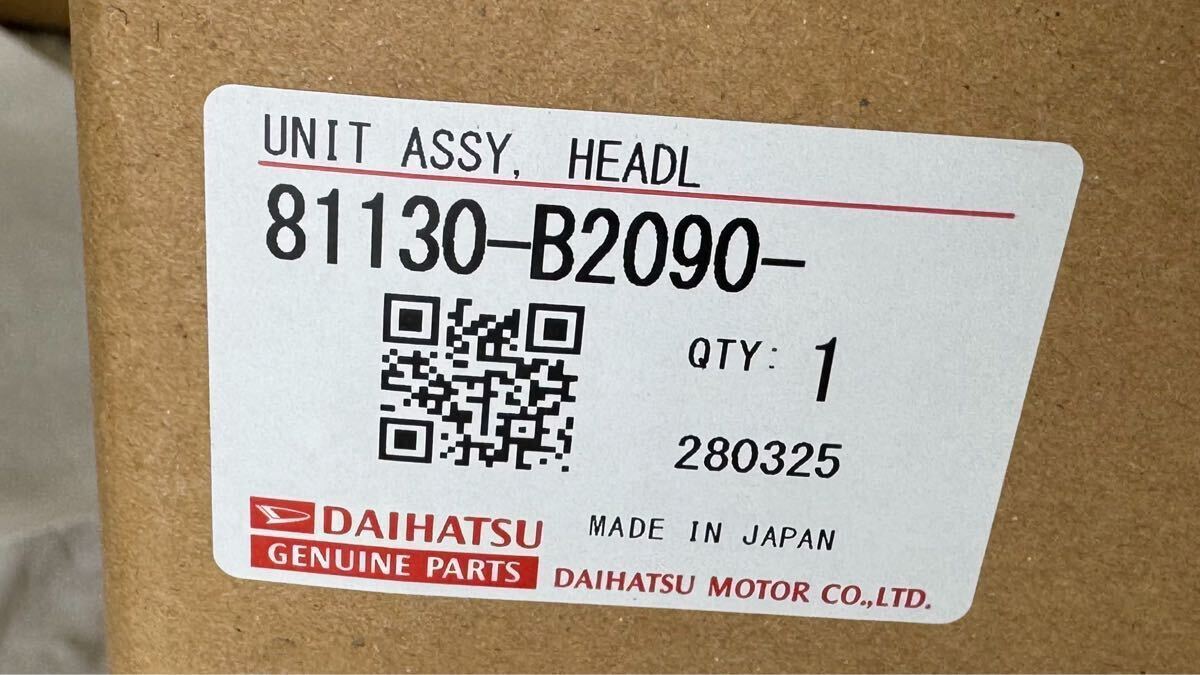 UNIT ASSY, HEADL
81130-B2090-
QTY: 1
280325
DAIHATSU
GENUINE PARTS
MADE IN JAPAN
DAIHATSU MOTOR CO.,LTD.